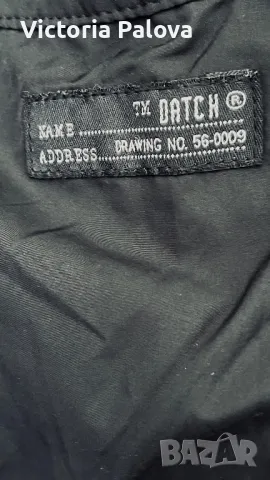 Victoria Palova
™ DATCH ®
NAME
ADDRESS DRAWING NO. 56-0009
BAZAR